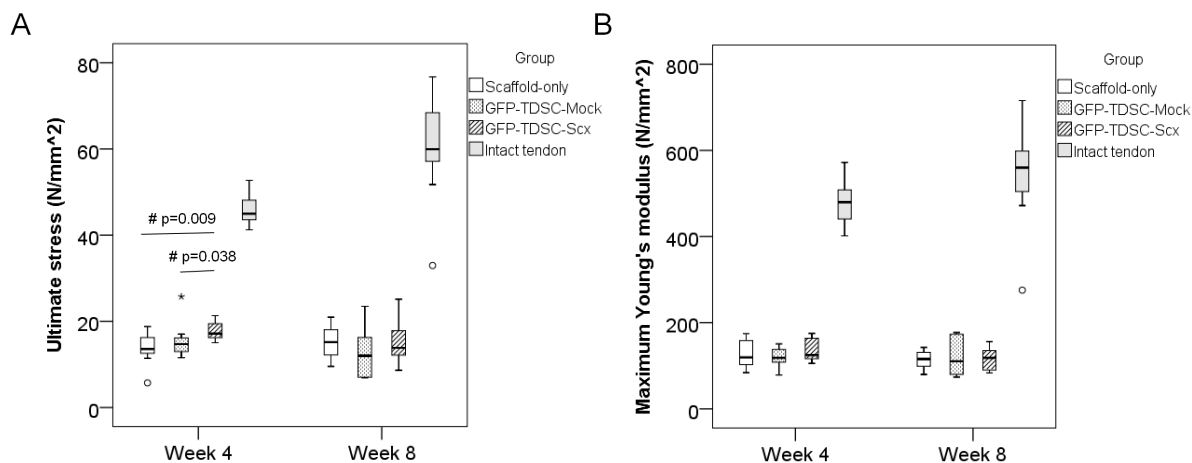 A
Ultimate stress (N/mm^2)
80
60
40
20
0
# p=0.009
# p=0.038
*
Week 4
Week 8
Group
Scaffold-only
GFP-TDSC-Mock
GFP-TDSC-Scx
Intact tendon
B
Maximum Young's modulus (N/mm^2)
800
600
400
200
0
Week 4
Week 8
Group
Scaffold-only
GFP-TDSC-Mock
GFP-TDSC-Scx
Intact tendon